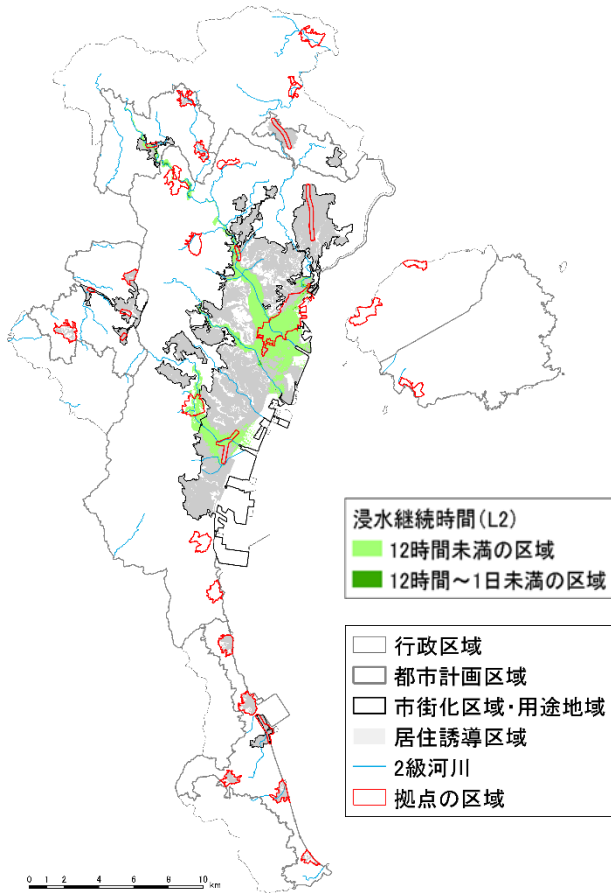 浸水継続時間(L2)
12時間未満の区域
12時間~1日未満の区域
行政区域
都市計画区域
市街化区域・用途地域
居住誘導区域
2級河川
拠点の区域
0 1 2 4 6 8 10
km